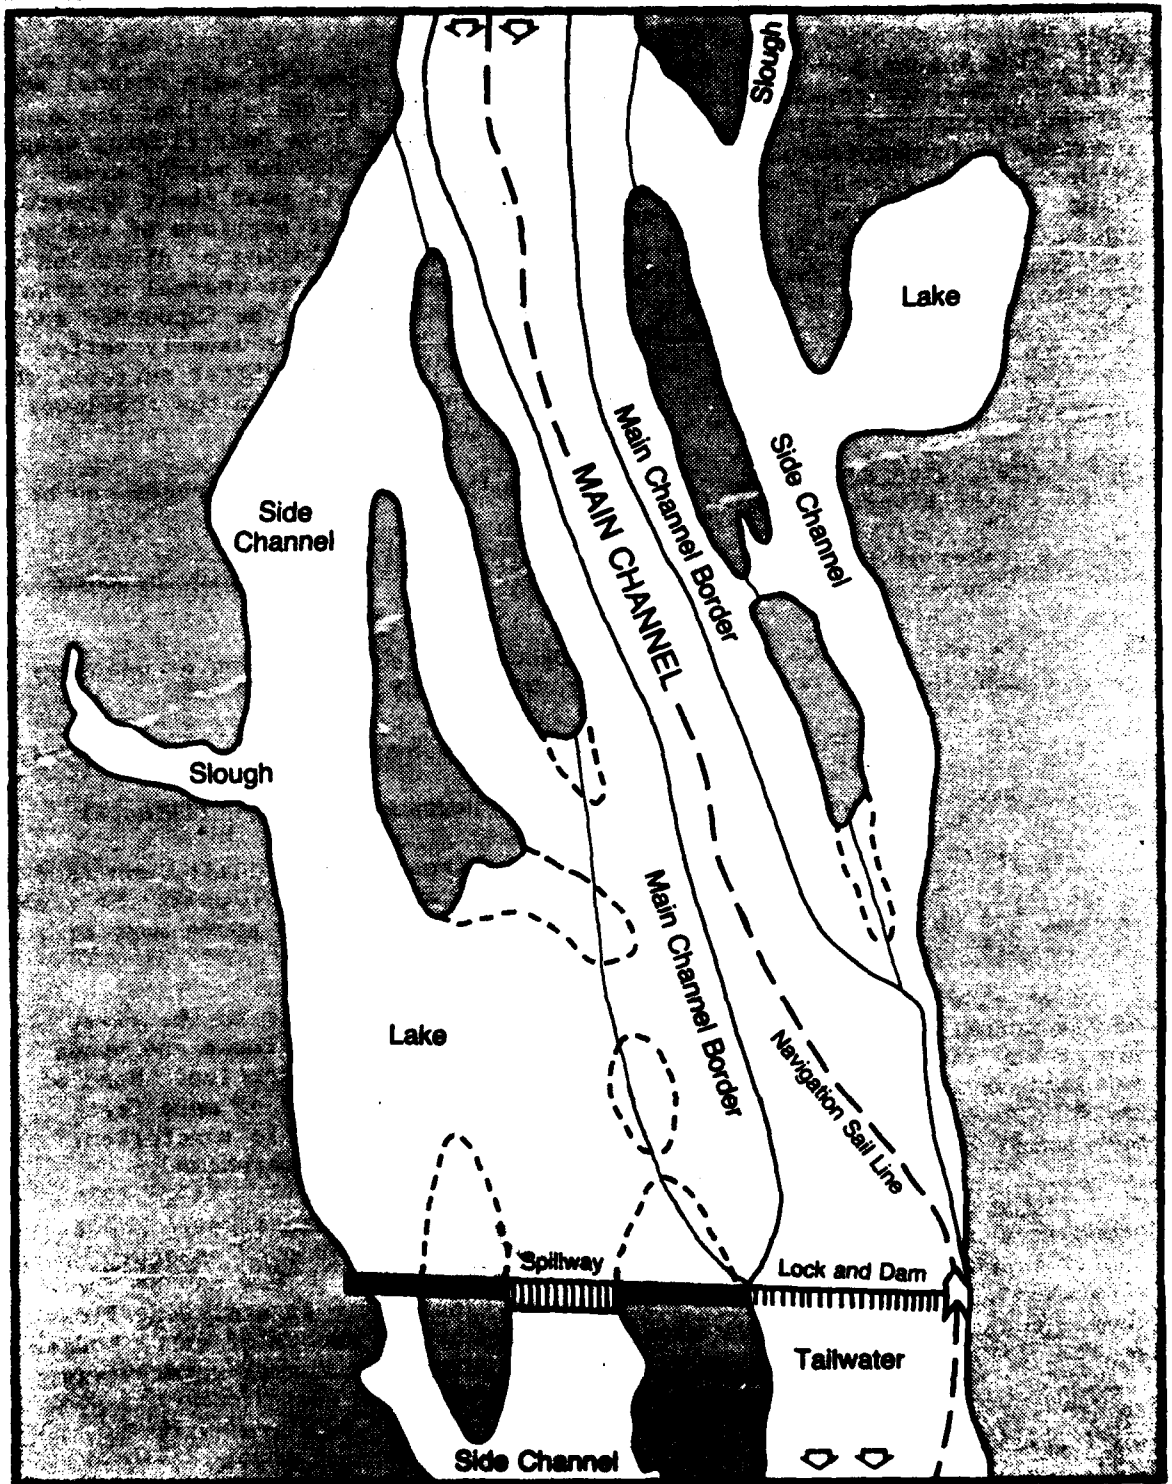 Slough
Lake
Main Channel Border
Side Channel
MAIN CHANNEL
Side
Channel
Slough
Main Channel Border
Lake
Navigation Sail Line
Spillway
Lock and Dam
Tailwater
Side Channel